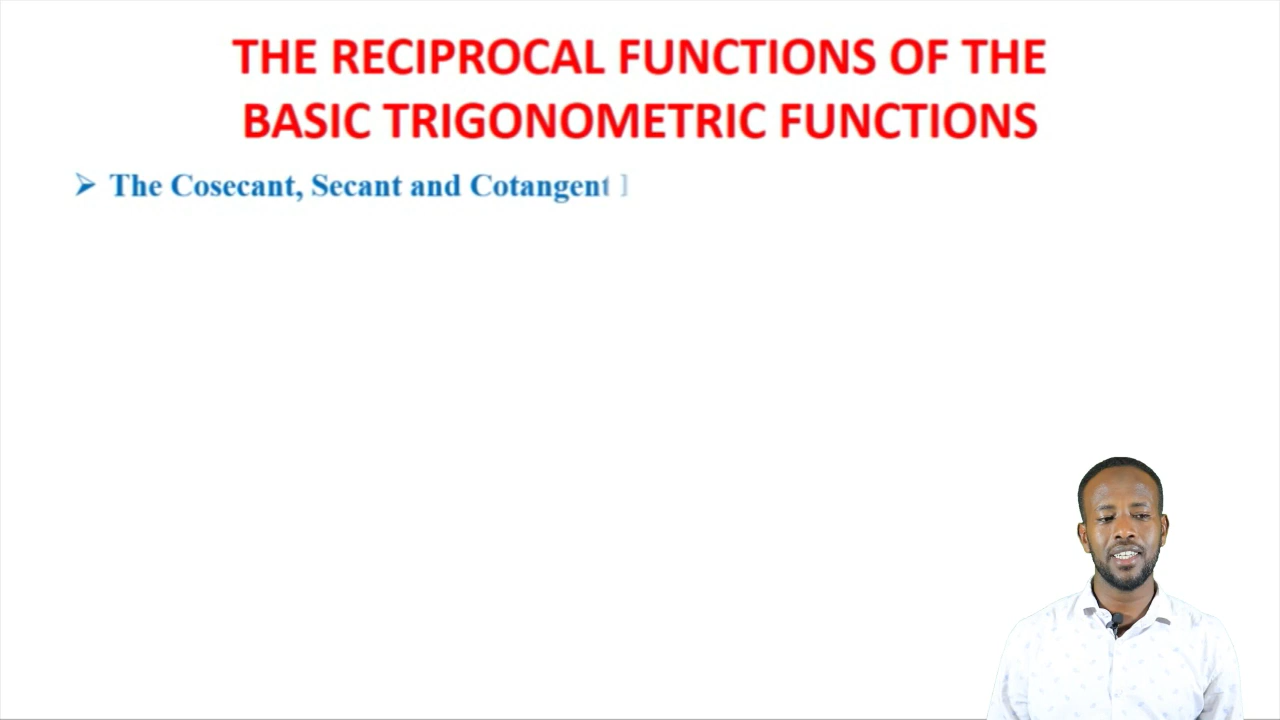 THE RECIPROCAL FUNCTIONS OF THE
BASIC TRIGONOMETRIC FUNCTIONS
➢ The Cosecant, Secant and Cotangent